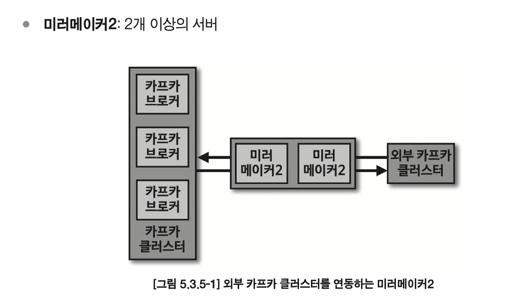 ● 미러메이커2: 2개 이상의 서버
카프카
브로커
카프카
브로커
카프카
브로커
카프카
클러스터
미러
메이커2
미러
메이커2
외부 카프카
클러스터
[그림 5.3.5-1] 외부 카프카 클러스터를 연동하는 미러메이커2